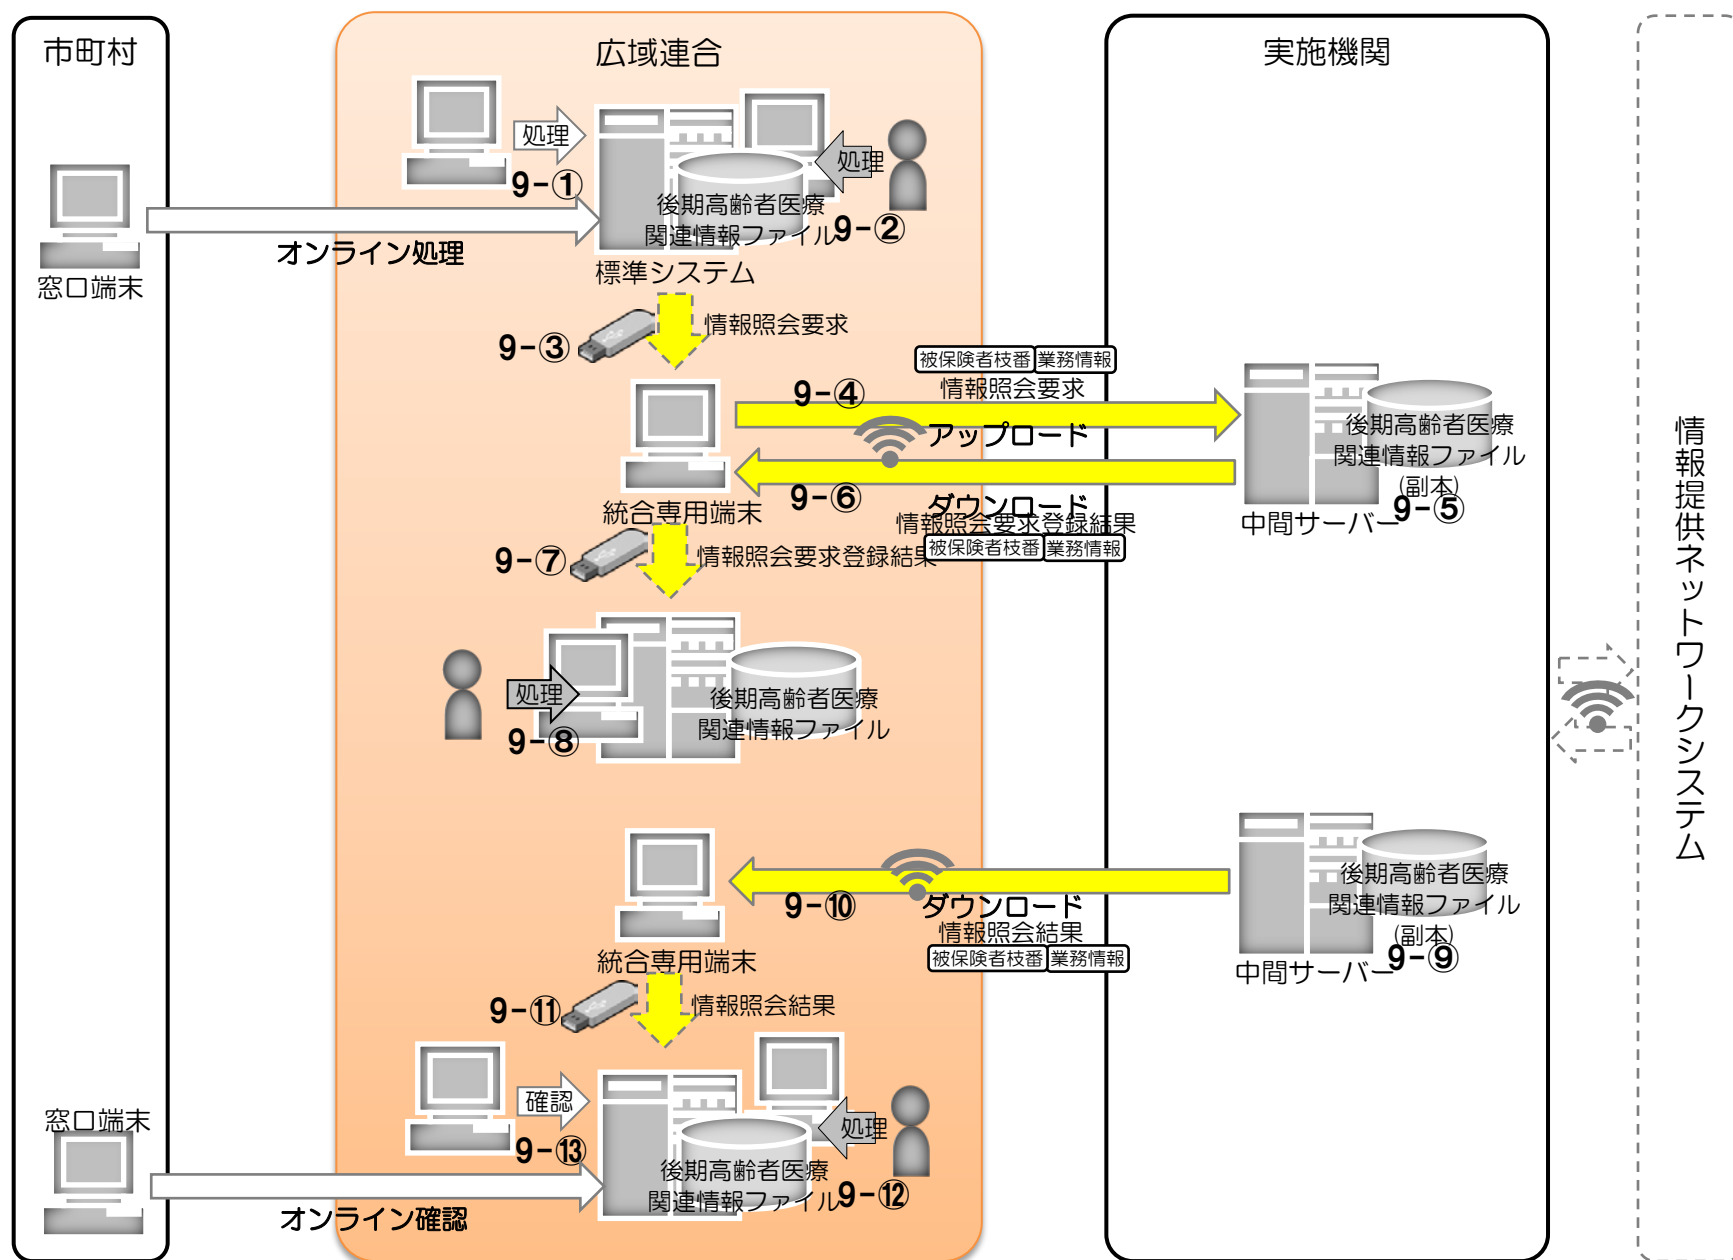 市町村
広域連合
実施機関
処理
9-①
処理
後期高齢者医療
関連情報ファイル
9-②
オンライン処理
標準システム
窓口端末
9-③
情報照会要求
被保険者枝番
業務情報
9-④
情報照会要求
アップロード
後期高齢者医療
関連情報ファイル
(副本)
9-⑤
中間サーバー
9-⑥
ダウンロード
情報照会要求登録結果
被保険者枝番
業務情報
統合専用端末
9-⑦
情報照会要求登録結果
処理
9-⑧
後期高齢者医療
関連情報ファイル
情報提供ネットワークシステム
9-⑩
ダウンロード
情報照会結果
被保険者枝番
業務情報
後期高齢者医療
関連情報ファイル
(副本)
9-⑨
中間サーバー
統合専用端末
9-⑪
情報照会結果
確認
9-⑬
処理
後期高齢者医療
関連情報ファイル
9-⑫
窓口端末
オンライン確認